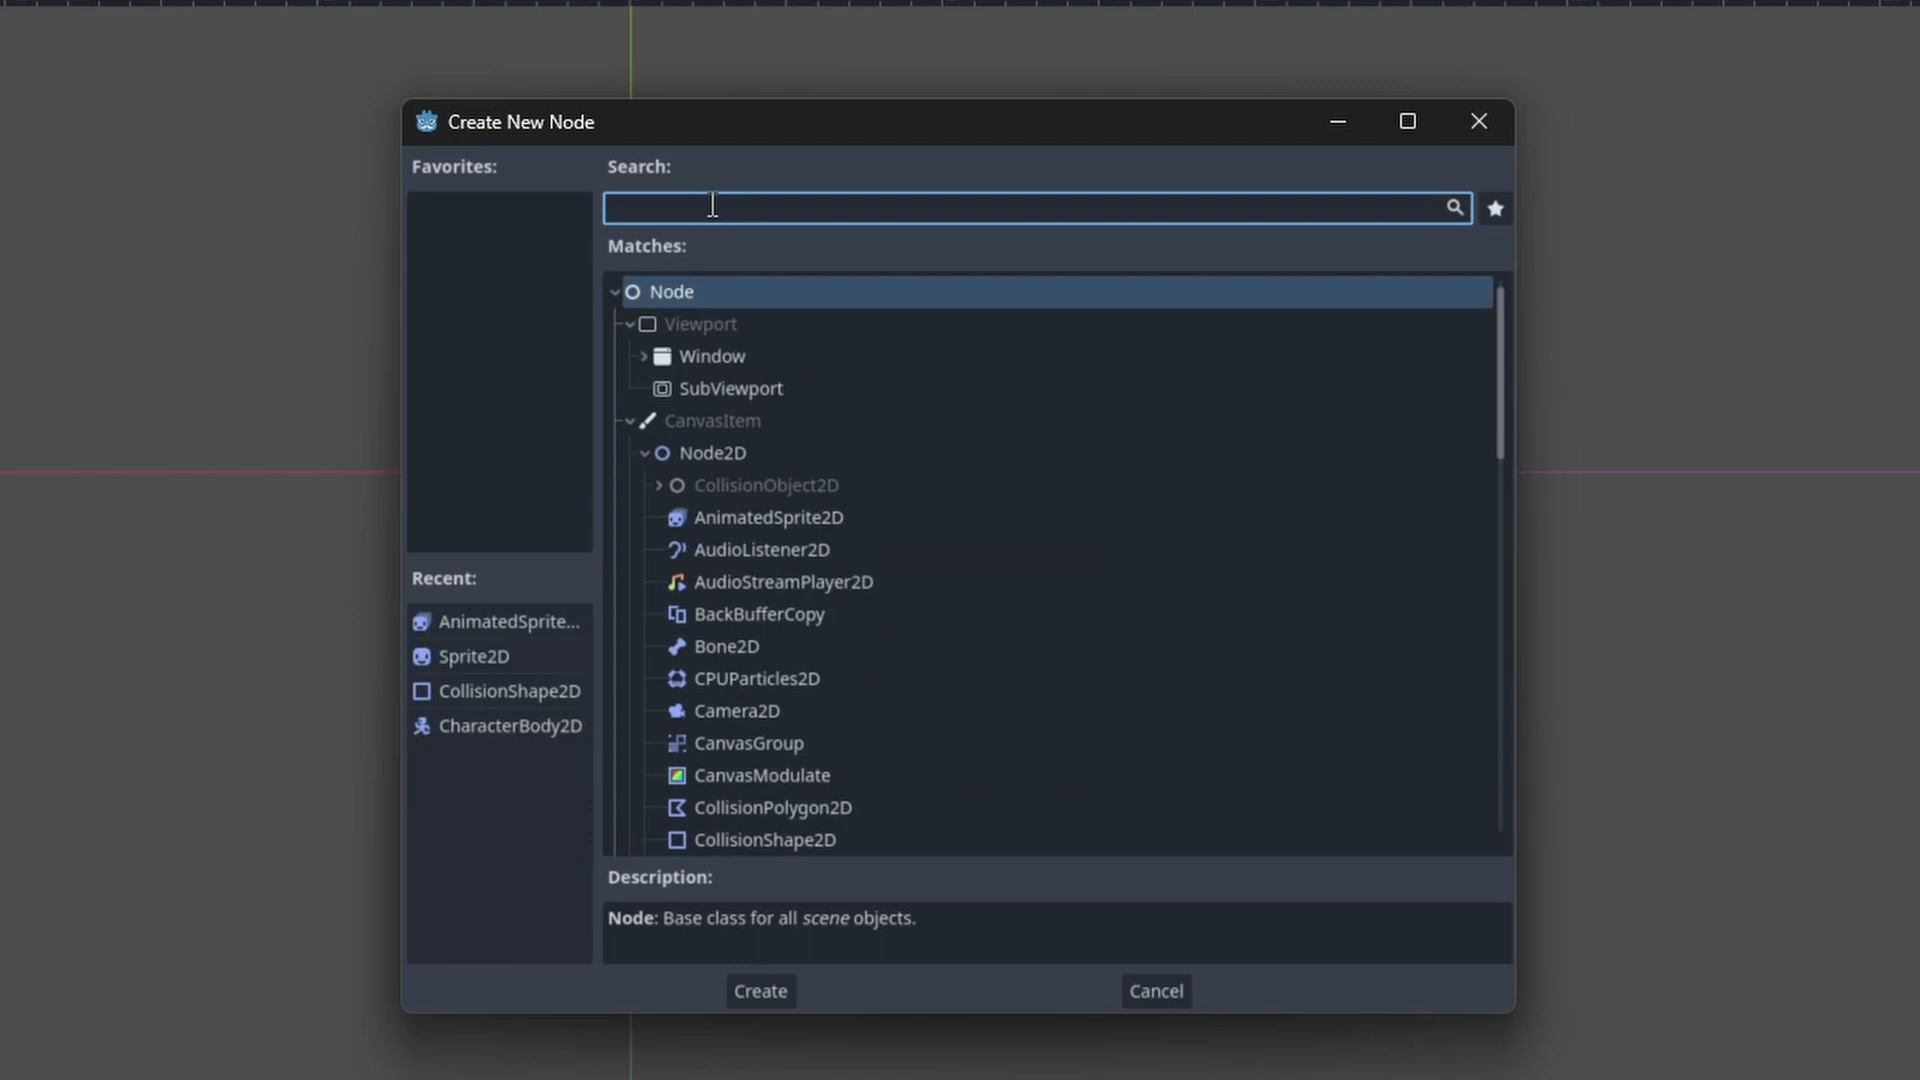 Create New Node
Favorites:
Search:
Matches:
Node
Viewport
Window
SubViewport
CanvasItem
Node2D
CollisionObject2D
AnimatedSprite2D
AudioListener2D
AudioStreamPlayer2D
BackBufferCopy
Bone2D
CPUParticles2D
Camera2D
CanvasGroup
CanvasModulate
CollisionPolygon2D
CollisionShape2D
Recent:
AnimatedSprite...
Sprite2D
CollisionShape2D
CharacterBody2D
Description:
Node: Base class for all scene objects.
Create
Cancel